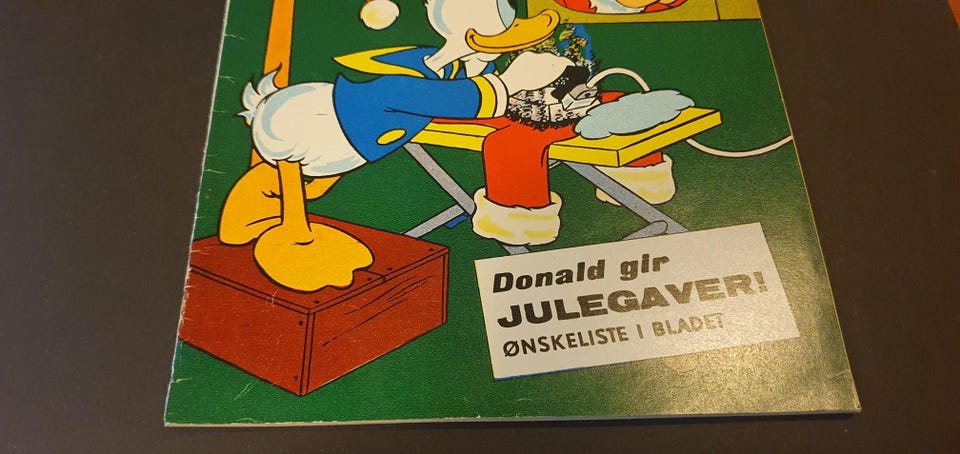 Donald gir
JULEGAVER!
ØNSKELISTE I BLADET